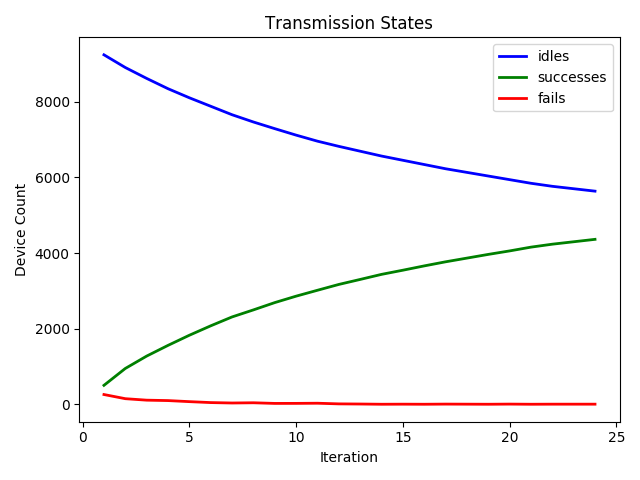 Transmission States
idles
successes
fails
Device Count
8000
6000
4000
2000
0
0 5 10 15 20 25
Iteration